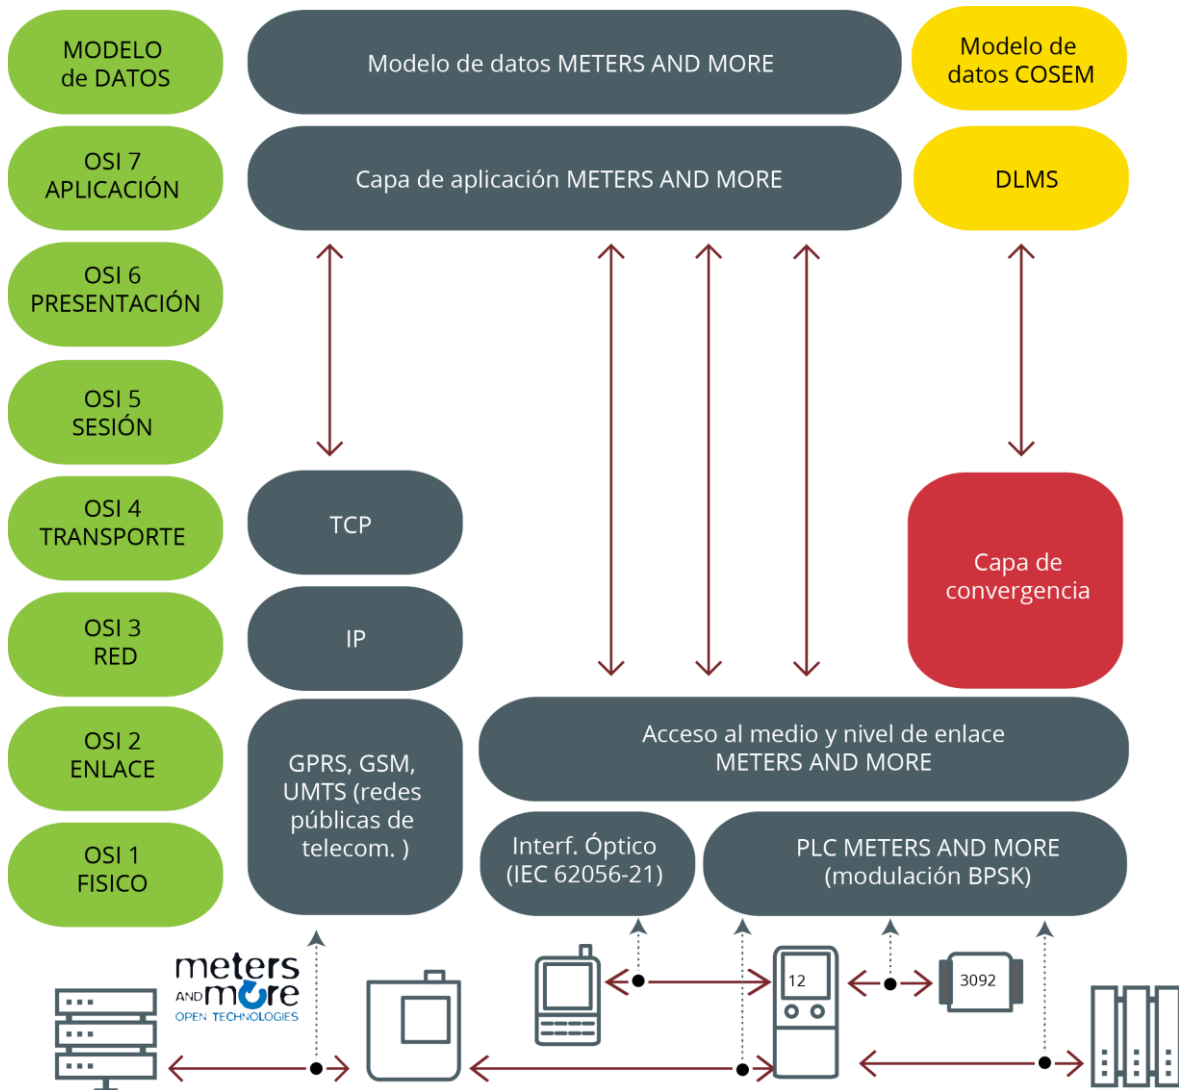 MODELO
de DATOS
Modelo de datos METERS AND MORE
Modelo de
datos COSEM
OSI 7
APLICACIÓN
Capa de aplicación METERS AND MORE
DLMS
OSI 6
PRESENTACIÓN
OSI 5
SESIÓN
OSI 4
TRANSPORTE
TCP
Capa de
convergencia
OSI 3
RED
IP
OSI 2
ENLACE
GPRS, GSM,
UMTS (redes
públicas de
telecom. )
Acceso al medio y nivel de enlace
METERS AND MORE
OSI 1
FISICO
Interf. Óptico
(IEC 62056-21)
PLC METERS AND MORE
(modulación BPSK)
meters
AND more
OPEN TECHNOLOGIES
12
3092